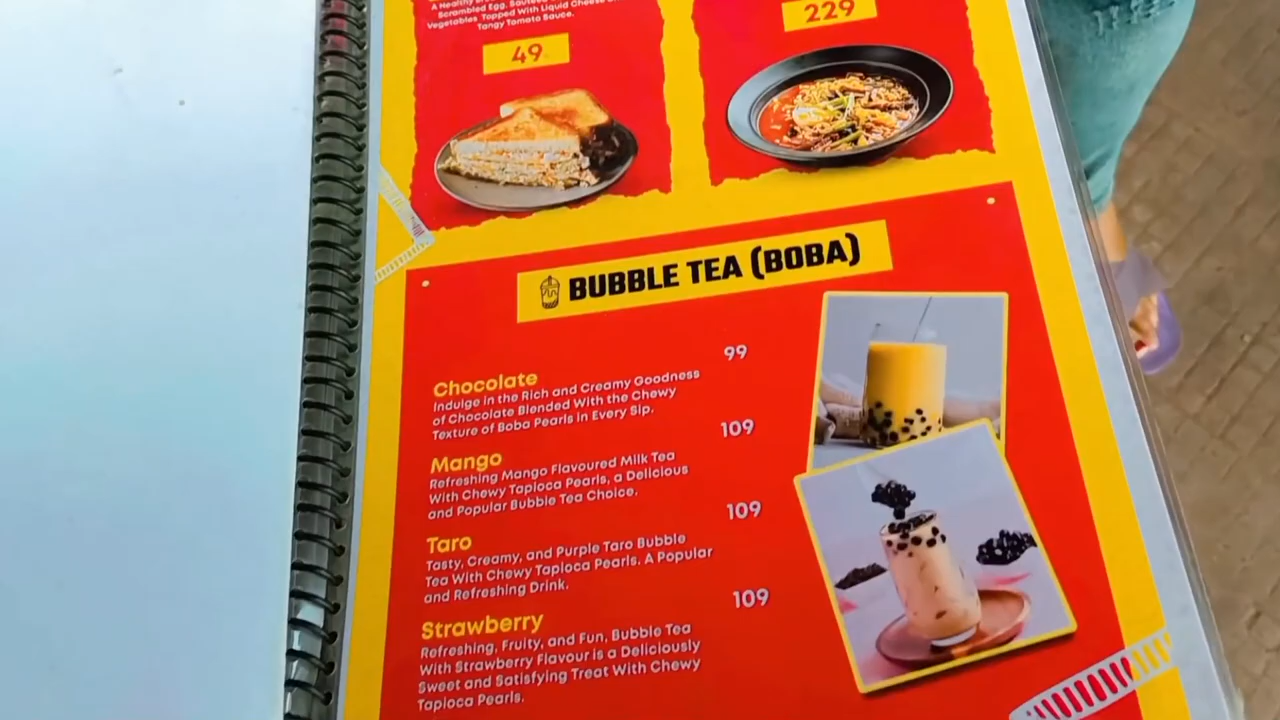 A Healthy
Scrambled Egg,
Vegetables Topped With Liquid Cheese
Tangy Tomato Sauce.
49
229
BUBBLE TEA (BOBA)
Chocolate 99
Indulge in the Rich and Creamy Goodness
of Chocolate Blended With the Chewy
Texture of Boba Pearls in Every Sip.
Mango 109
Refreshing Mango Flavoured Milk Tea
With Chewy Tapioca Pearls, a Delicious
and Popular Bubble Tea Choice.
Taro 109
Tasty, Creamy, and Purple Taro Bubble
Tea With Chewy Tapioca Pearls. A Popular
and Refreshing Drink.
Strawberry 109
Refreshing, Fruity, and Fun, Bubble Tea
With Strawberry Flavour is a Deliciously
Sweet and Satisfying Treat With Chewy
Tapioca Pearls.